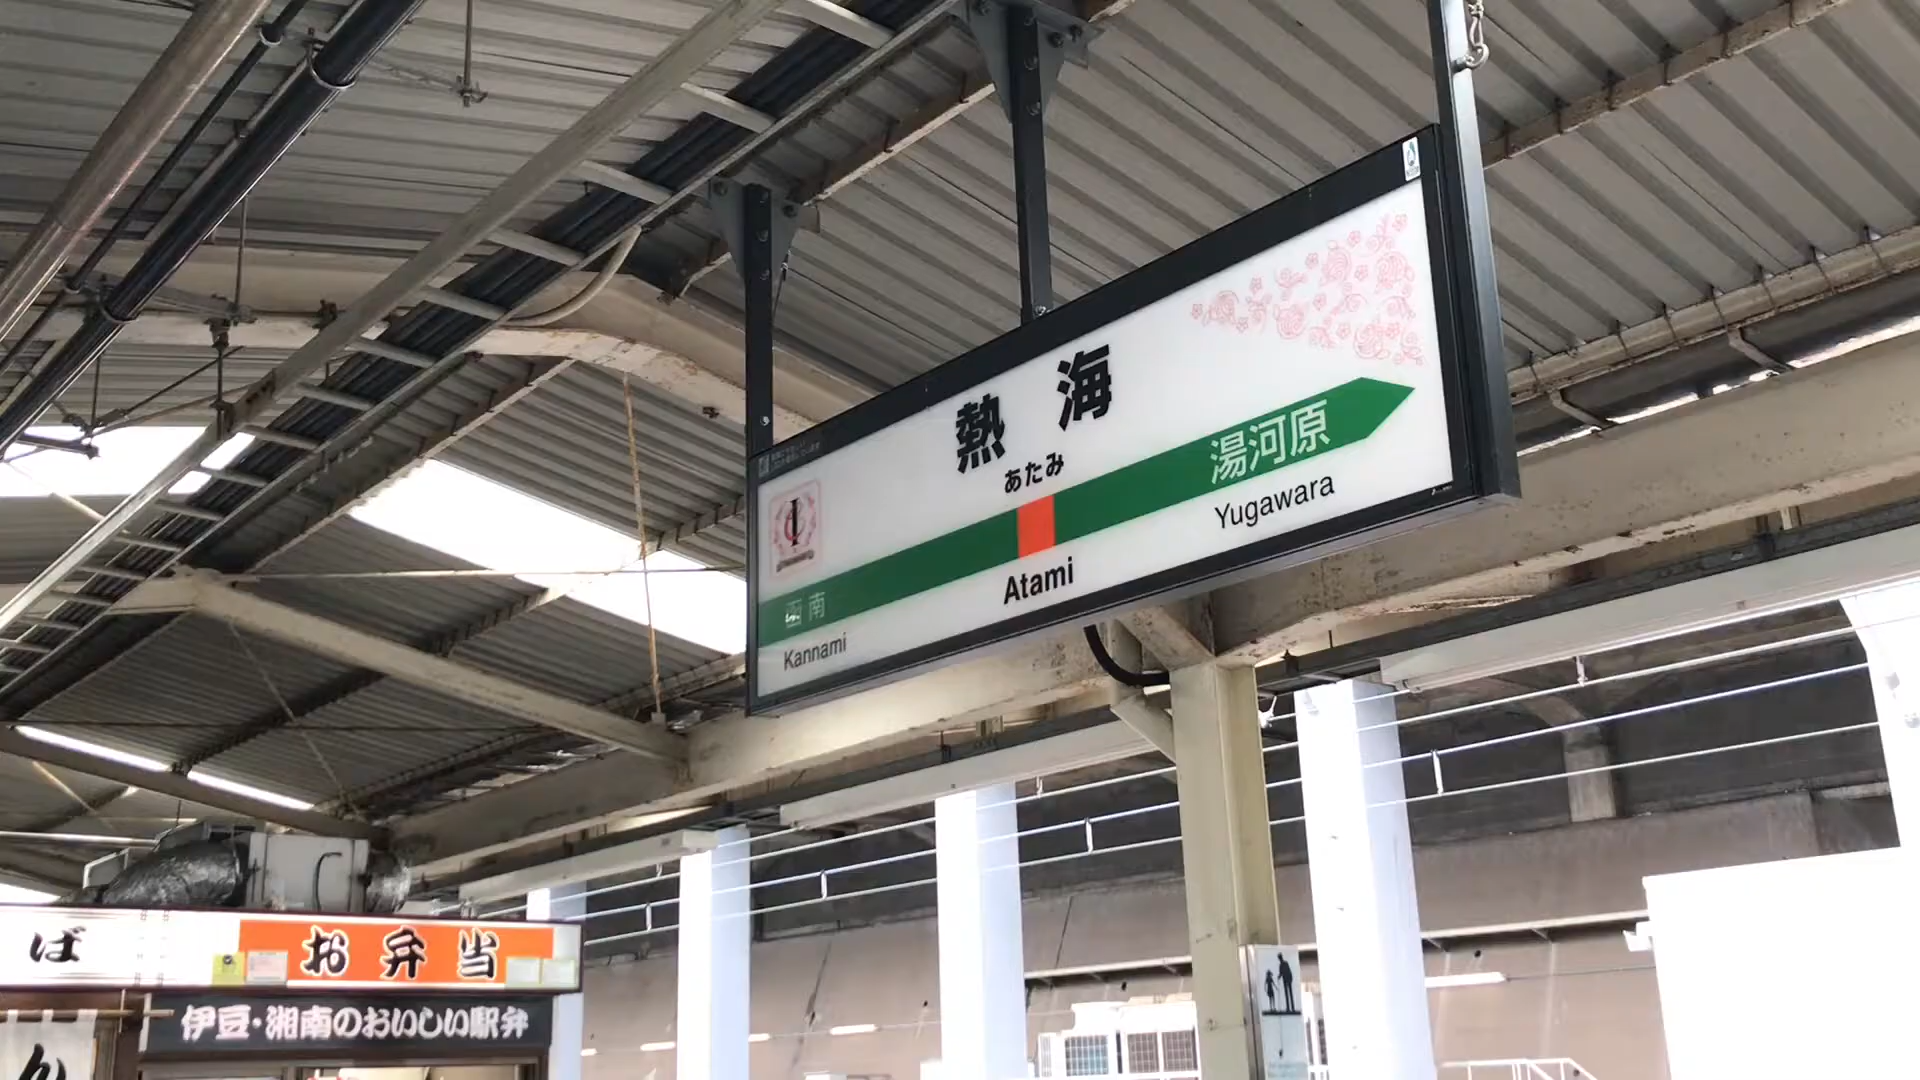 熱海
あたみ
湯河原
Yugawara
Atami
函南
Kannami
ば
お弁当
伊豆・湘南のおいしい駅弁